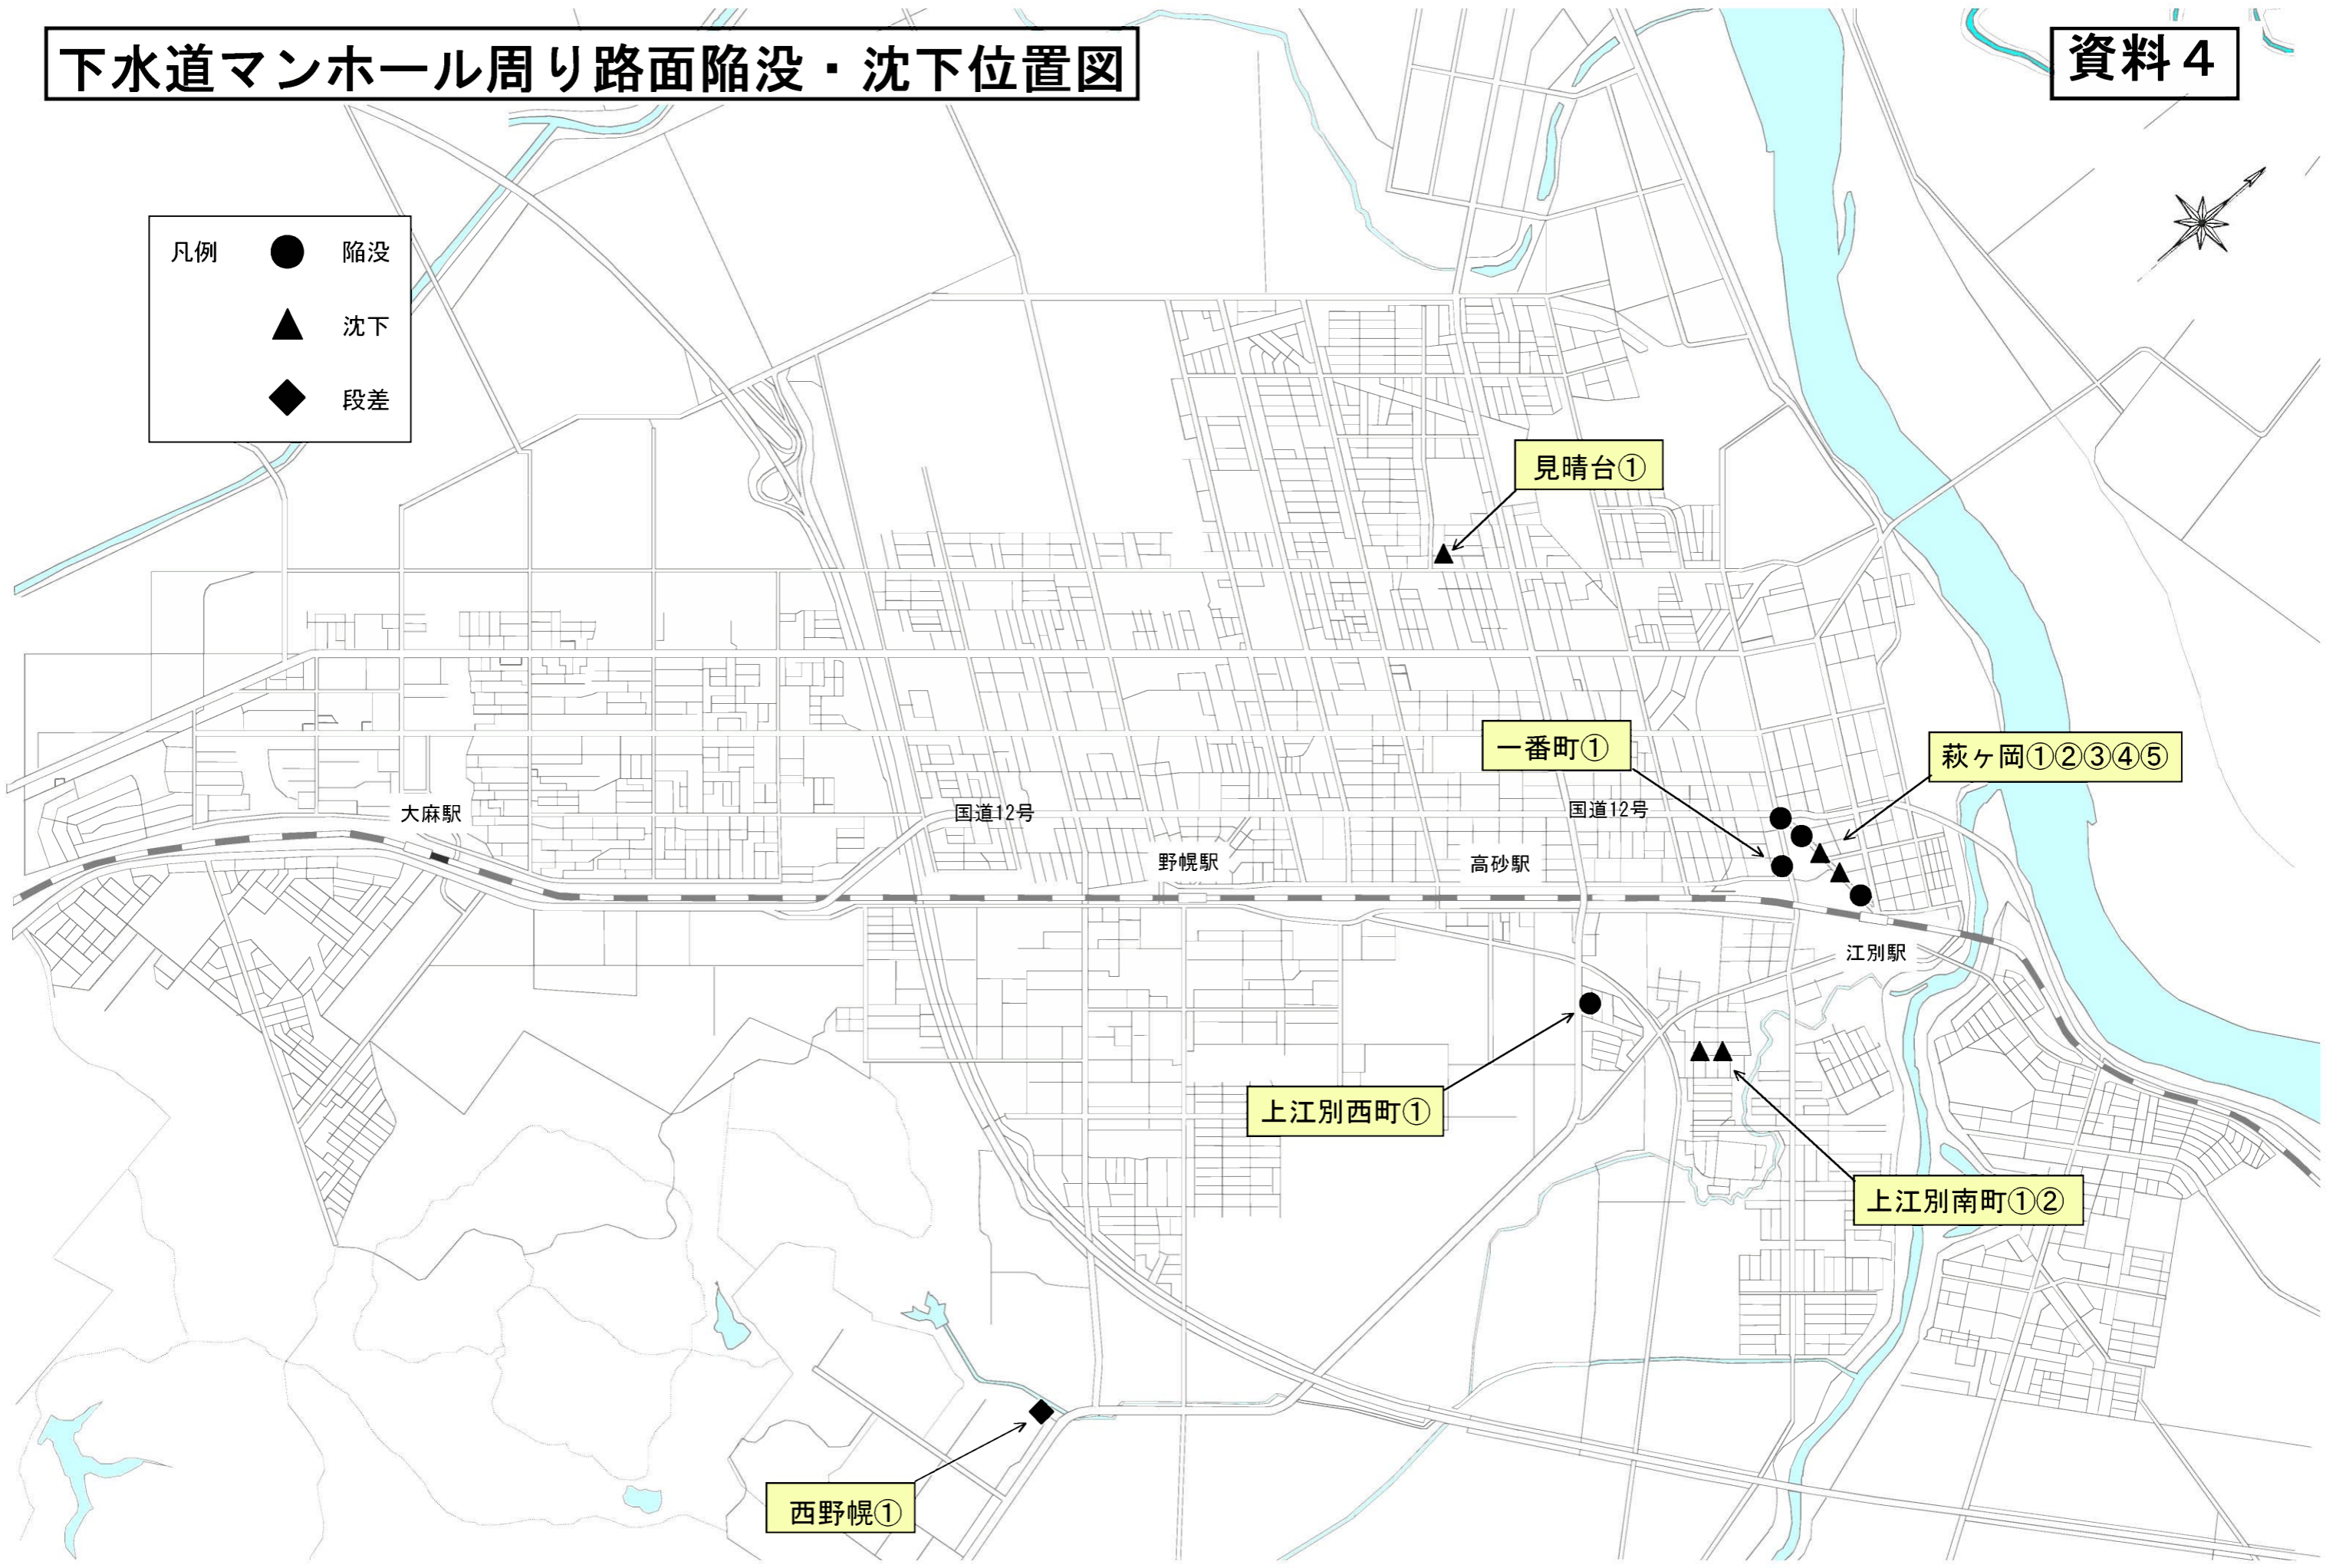 下水道マンホール周り路面陥没・沈下位置図
資料４
凡例 陥没
沈下
段差
見晴台①
一番町①
萩ヶ岡①②③④⑤
国道12号
国道12号
大麻駅
野幌駅
高砂駅
江別駅
上江別西町①
上江別南町①②
西野幌①